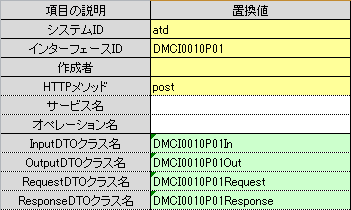 項目の説明 置換値
システムID atd
インターフェースID DMCI0010P01
作成者
HTTPメソッド post
サービス名
オペレーション名
InputDTOクラス名 DMCI0010P01In
OutputDTOクラス名 DMCI0010P01Out
RequestDTOクラス名 DMCI0010P01Request
ResponseDTOクラス名 DMCI0010P01Response